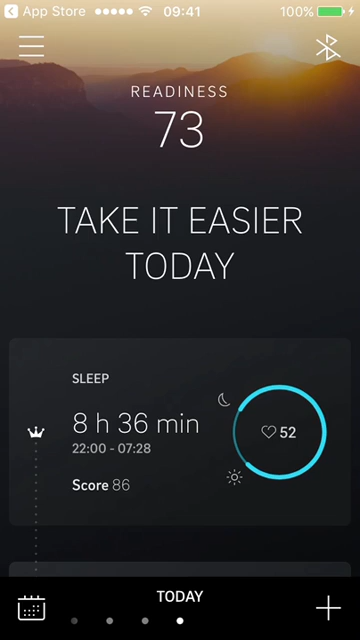 App Store 09:41 100%
READINESS
73
TAKE IT EASIER
TODAY
SLEEP
8 h 36 min
22:00 - 07:28
52
Score 86
TODAY